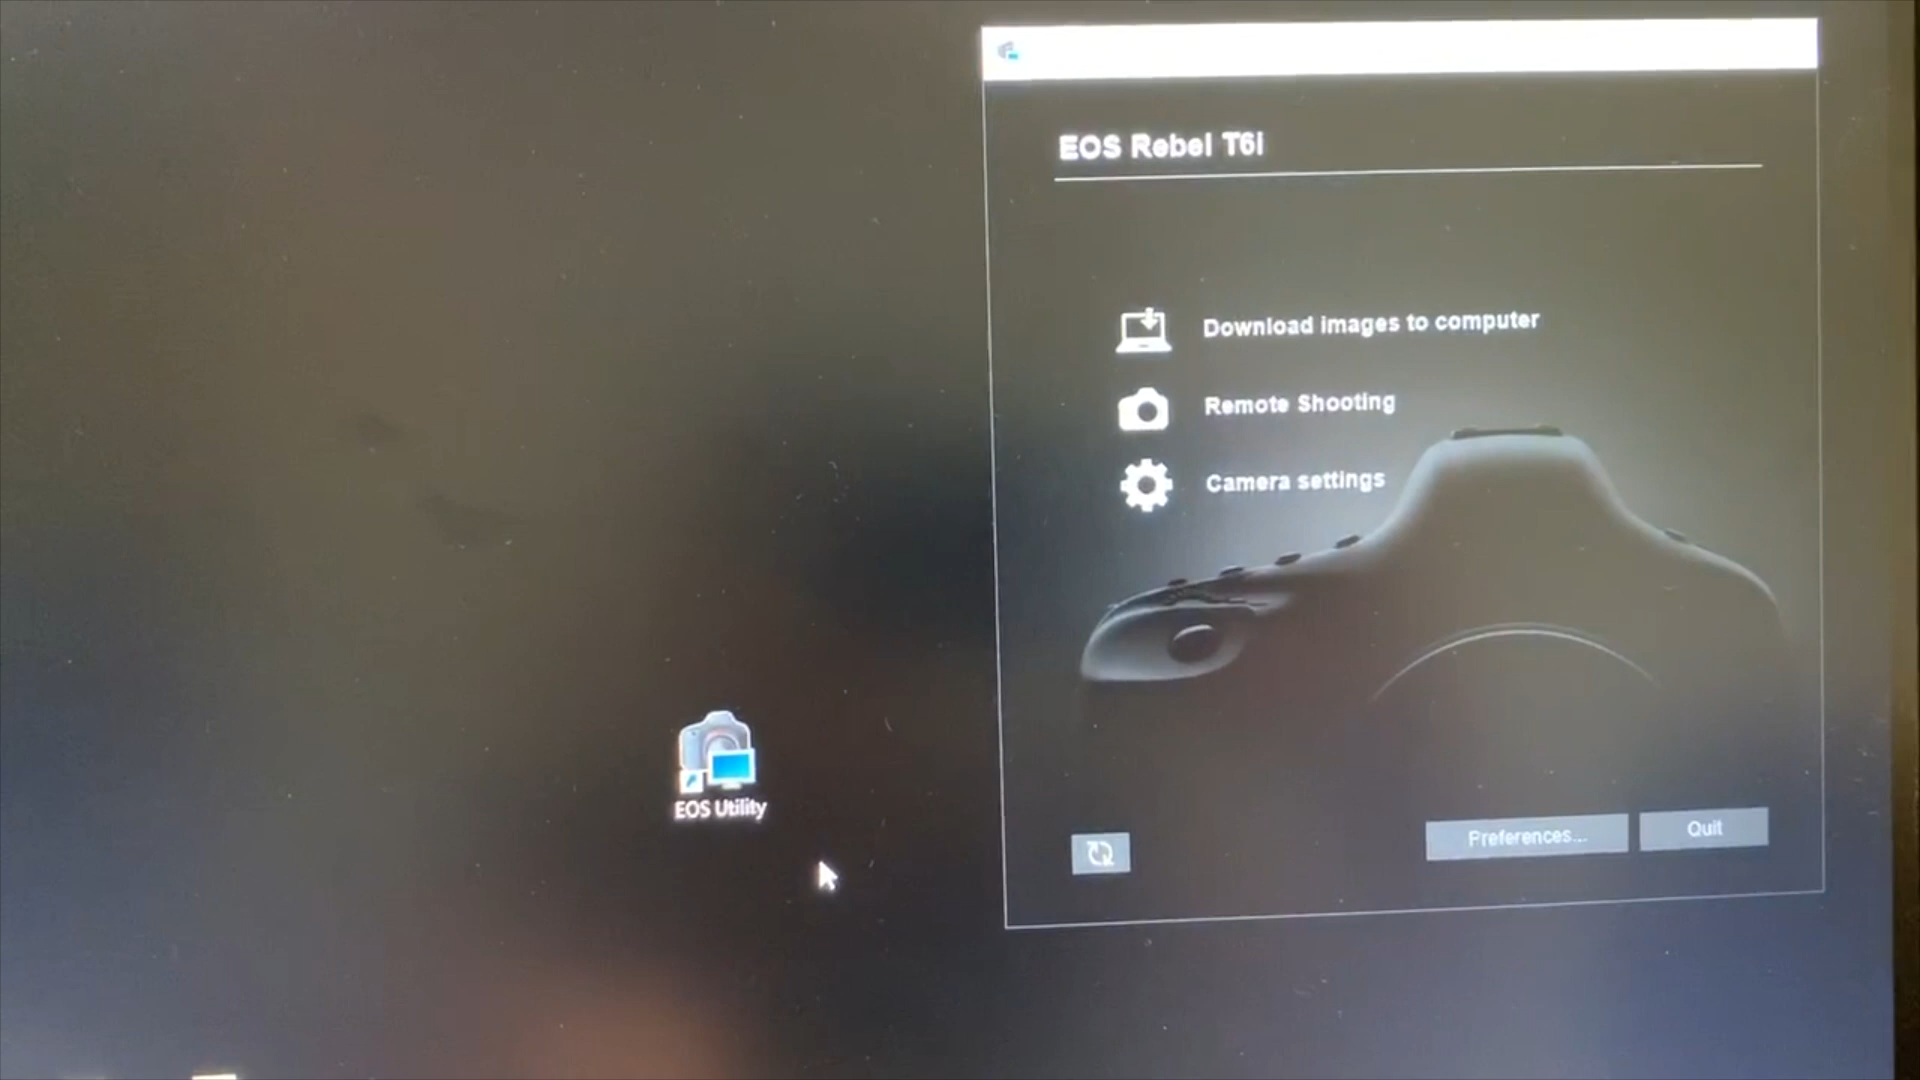 EOS Rebel T6i
Download images to computer
Remote Shooting
Camera settings
EOS Utility
Preferences...
Quit